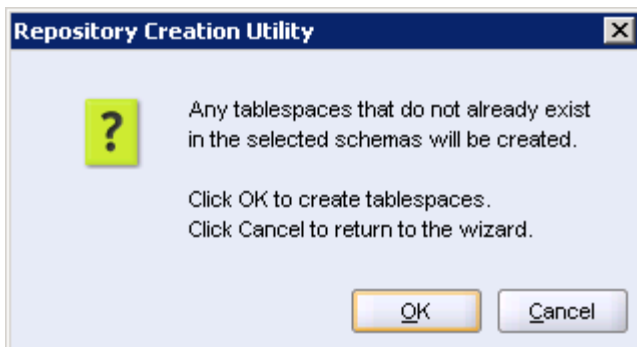 Repository Creation Utility
?
Any tablespaces that do not already exist
in the selected schemas will be created.
Click OK to create tablespaces.
Click Cancel to return to the wizard.
OK
Cancel